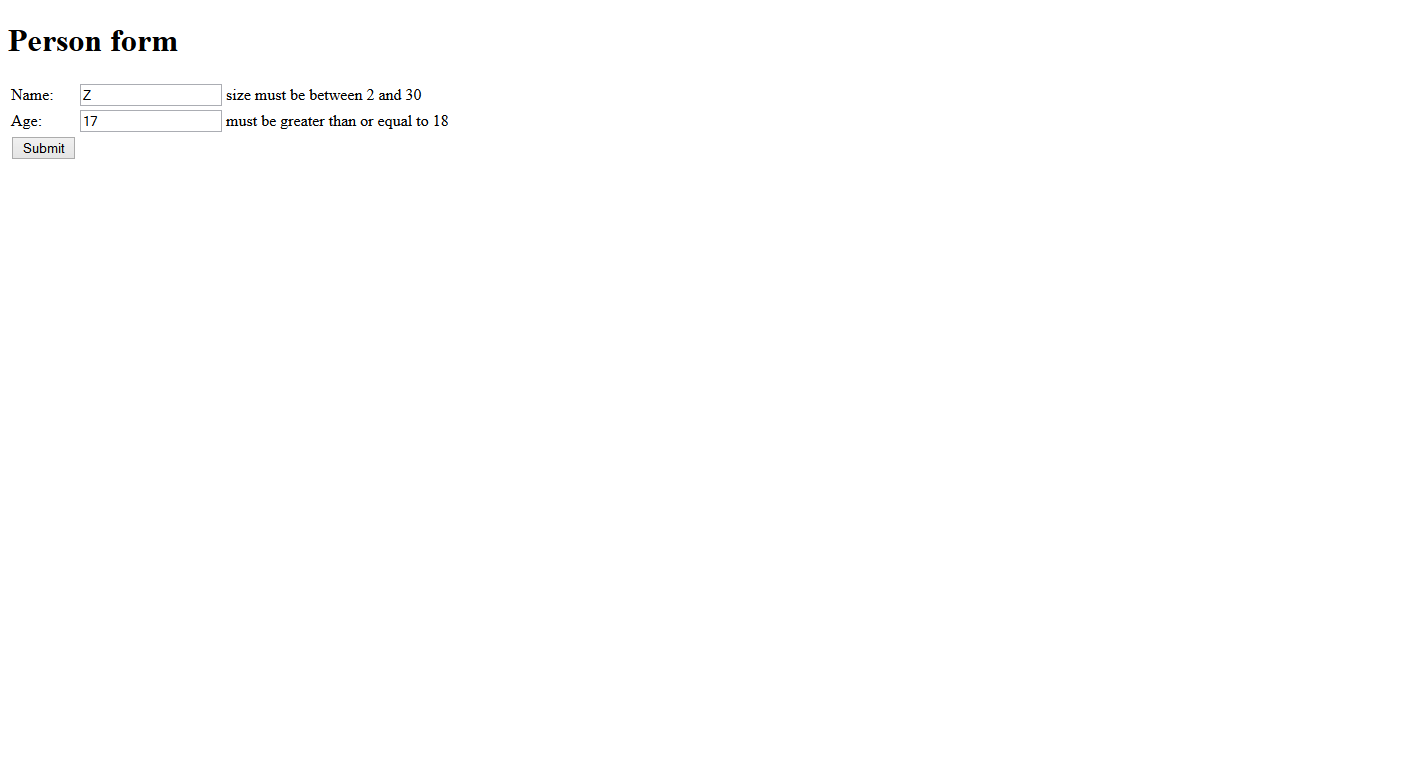 Person form
Name: Z size must be between 2 and 30
Age: 17 must be greater than or equal to 18
Submit